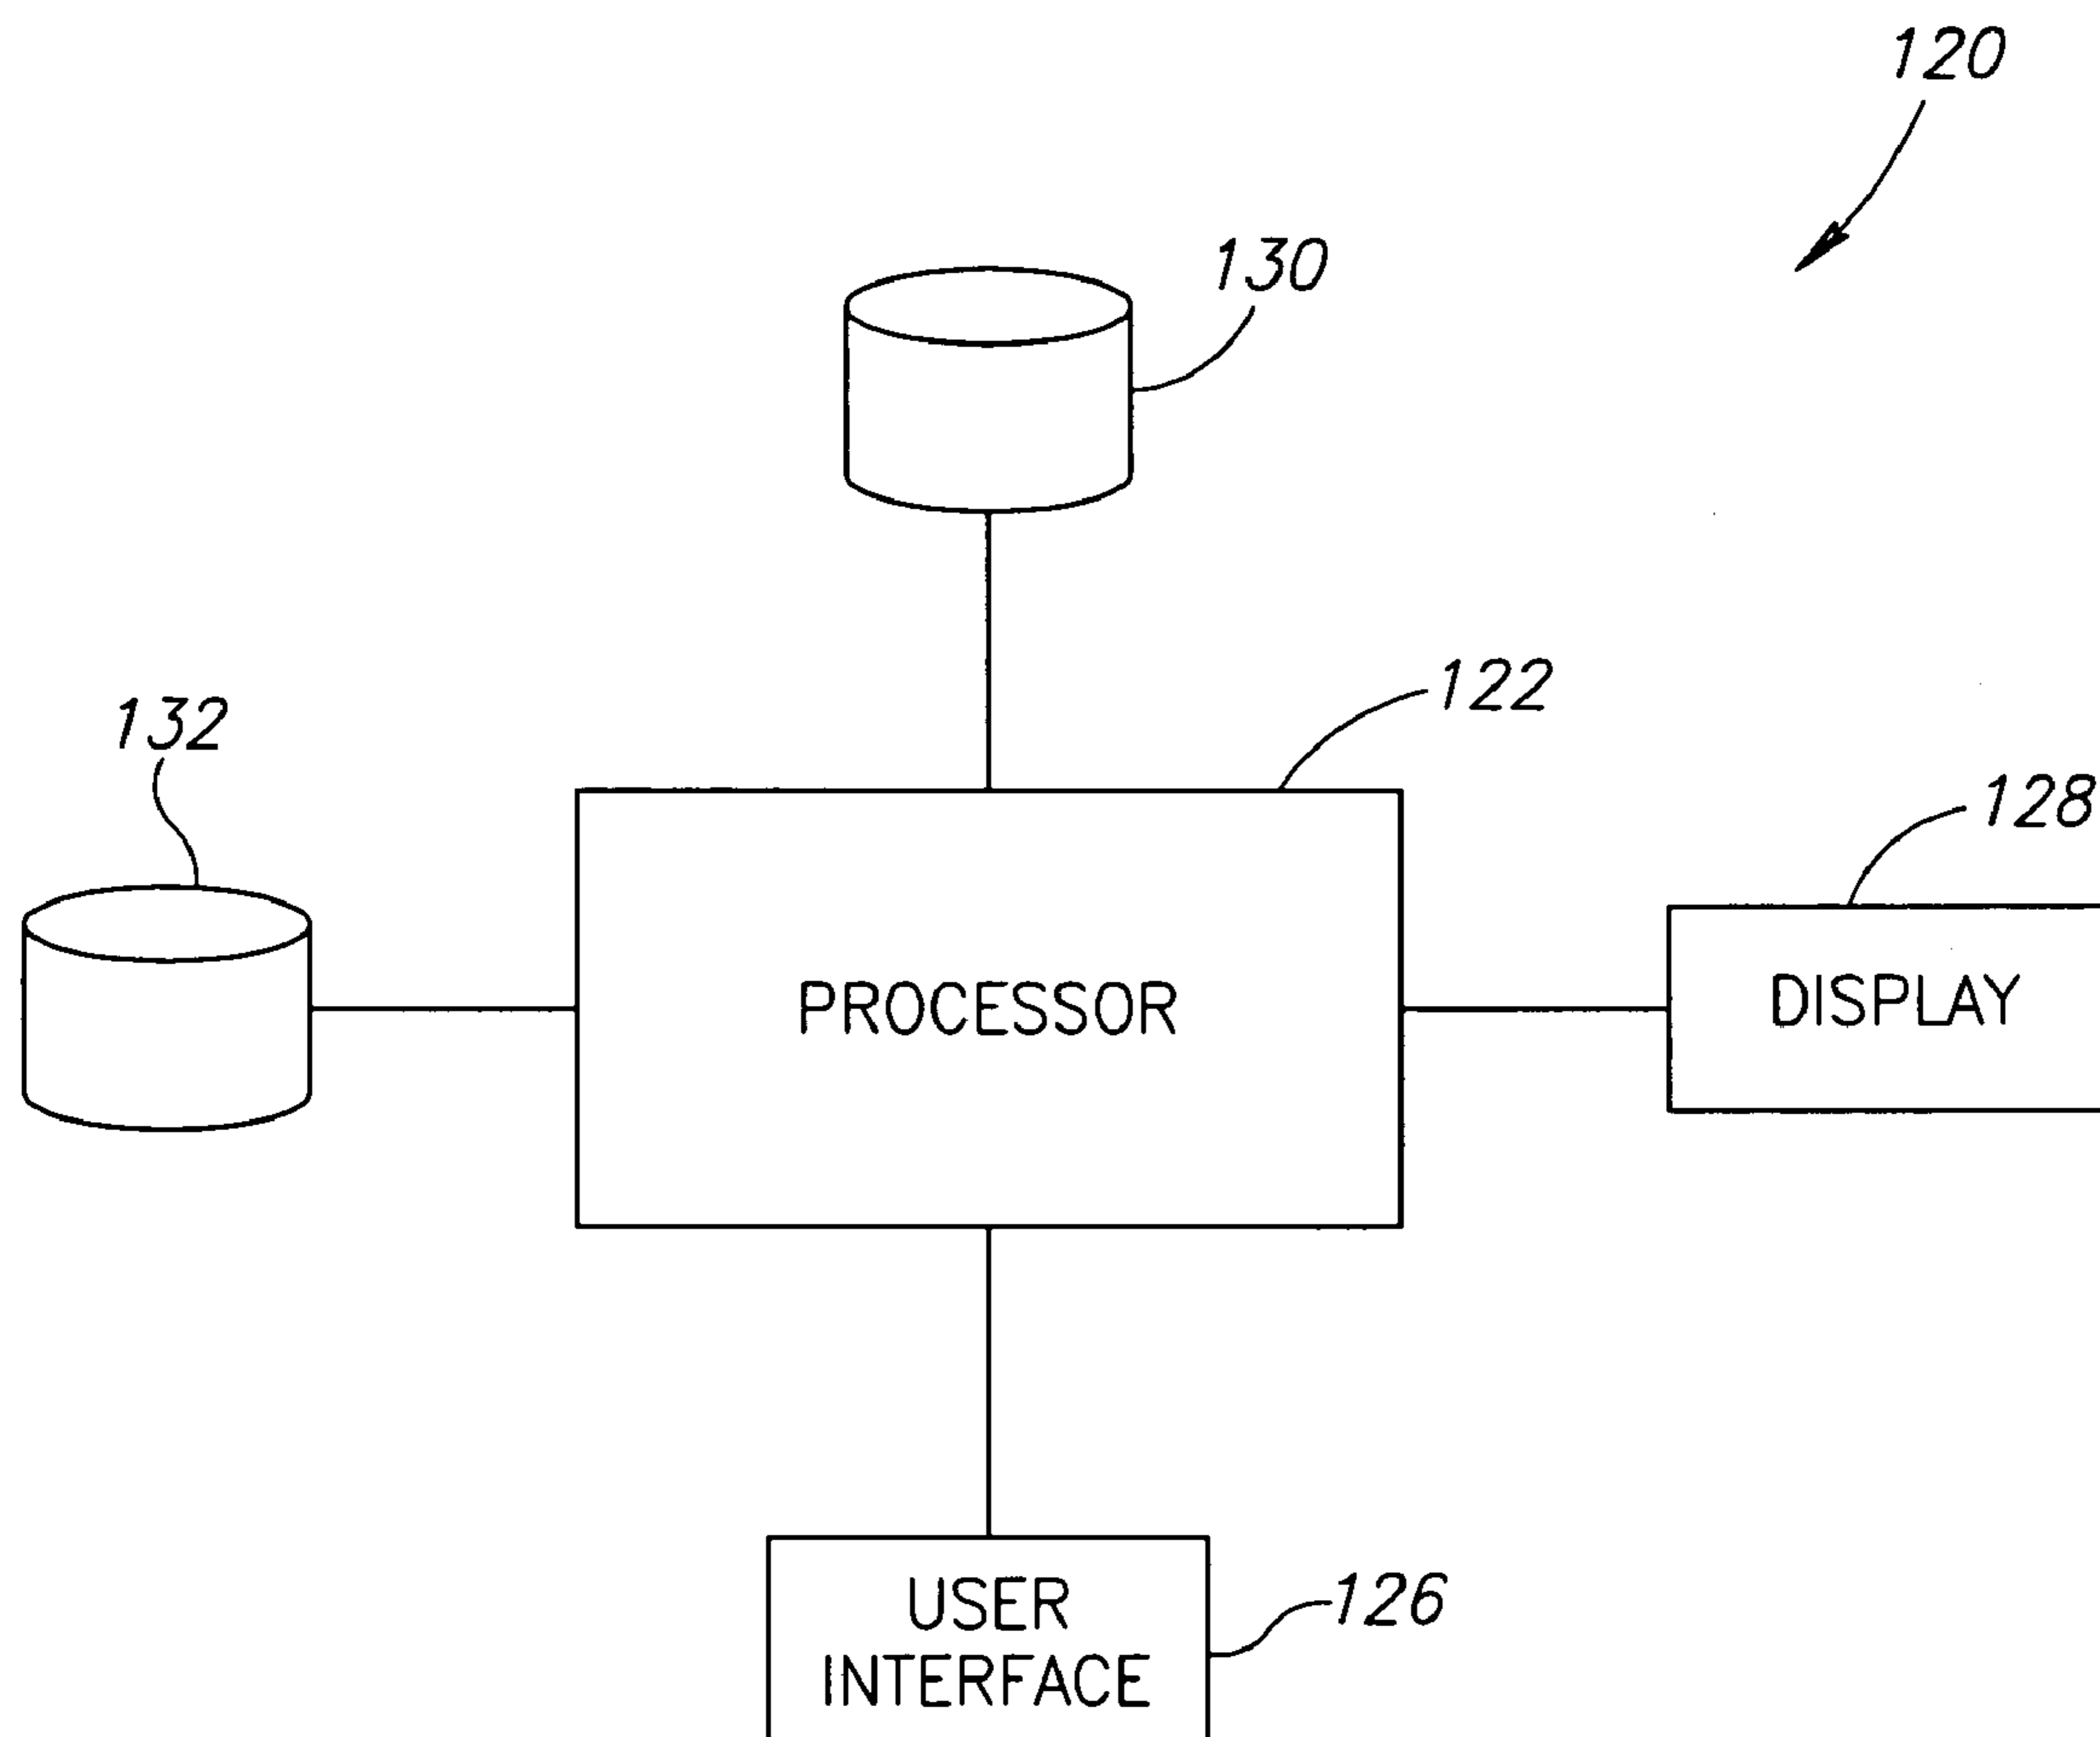 120
130
122
132
128
PROCESSOR
DISPLAY
USER
INTERFACE
126